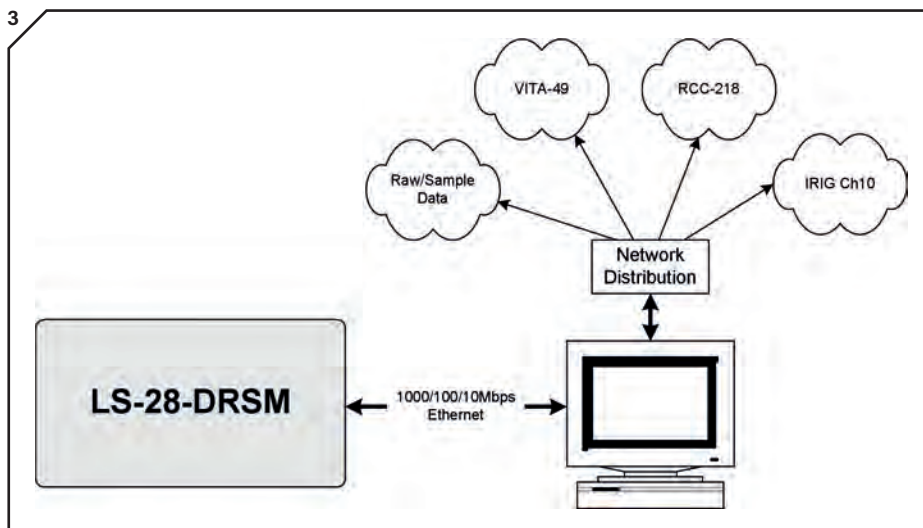 3
VITA-49
RCC-218
Raw/Sample
Data
IRIG Ch10
Network
Distribution
LS-28-DRSM
1000/100/10Mbps
Ethernet